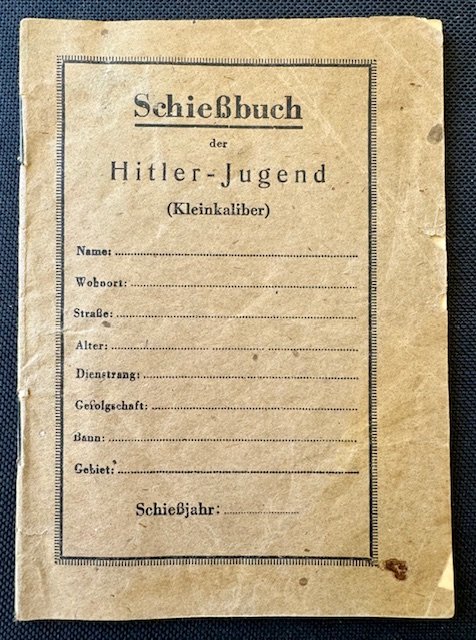 Schießbuch
der
Hitler-Jugend
(Kleinkaliber)
Name:
Wohnort:
Straße:
Alter:
Dienstrang:
Gefolgschaft:
Bann:
Gebiet:
Schießjahr: